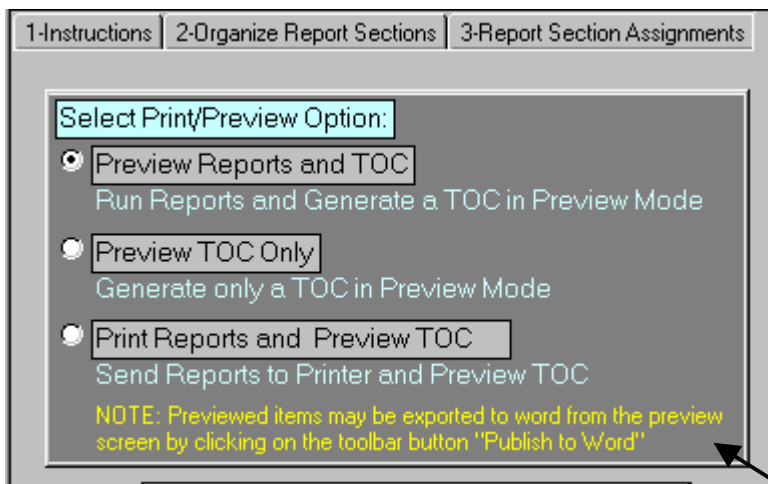 1-Instructions 2-Organize Report Sections 3-Report Section Assignments
Select Print/Preview Option:
Preview Reports and TOC
Run Reports and Generate a TOC in Preview Mode
Preview TOC Only
Generate only a TOC in Preview Mode
Print Reports and Preview TOC
Send Reports to Printer and Preview TOC
NOTE: Previewed items may be exported to word from the preview
screen by clicking on the toolbar button "Publish to Word"